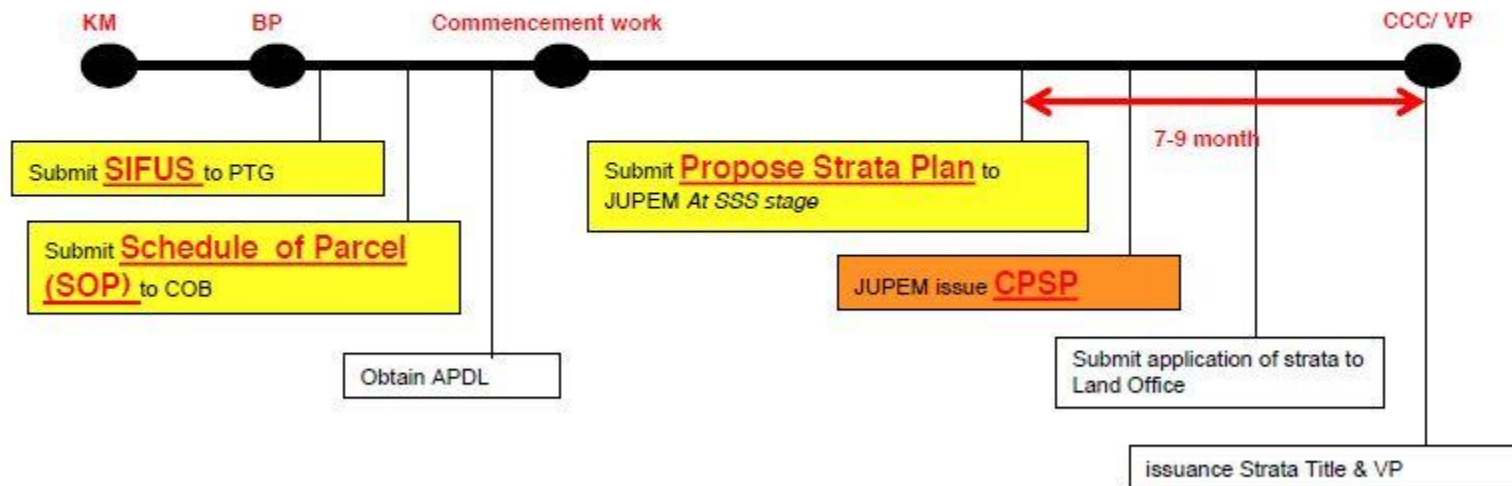 KM
BP
Commencement work
CCC/ VP
7-9 month
Submit SIFUS to PTG
Submit Schedule of Parcel
(SOP) to COB
Obtain APDL
Submit Propose Strata Plan to
JUPEM At SSS stage
JUPEM issue CPSP
Submit application of strata to
Land Office
issuance Strata Title & VP